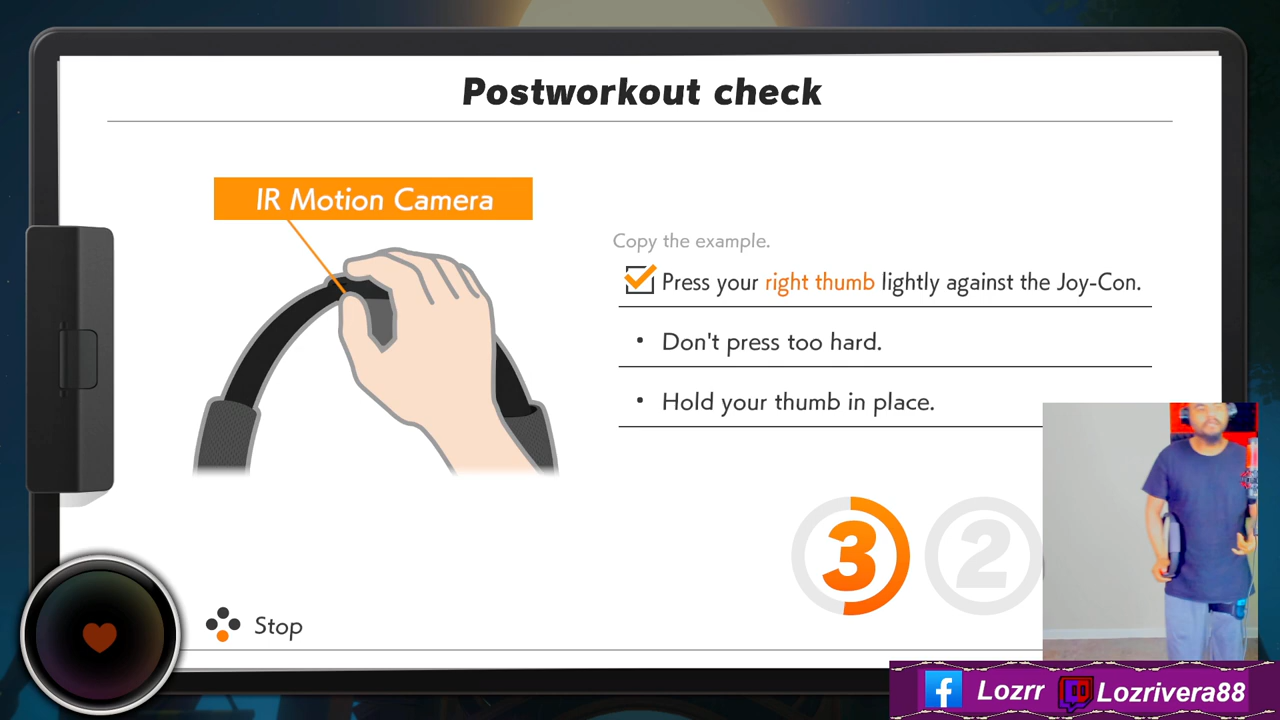 Postworkout check
IR Motion Camera
Copy the example.
Press your right thumb lightly against the Joy-Con.
• Don't press too hard.
• Hold your thumb in place.
3 2
Stop
Lozrr Lozrivera88